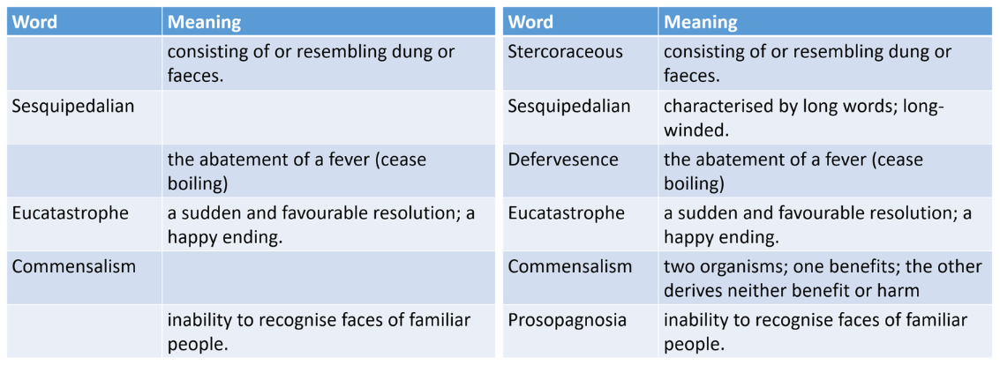 Word Meaning
consisting of or resembling dung or
faeces.
Sesquipedalian
the abatement of a fever (cease
boiling)
Eucatastrophe a sudden and favourable resolution; a
happy ending.
Commensalism
inability to recognise faces of familiar
people.
Word Meaning
Stercoraceous consisting of or resembling dung or
faeces.
Sesquipedalian characterised by long words; long-
winded.
Defervesence the abatement of a fever (cease
boiling)
Eucatastrophe a sudden and favourable resolution; a
happy ending.
Commensalism two organisms; one benefits; the other
derives neither benefit or harm
Prosopagnosia inability to recognise faces of familiar
people.